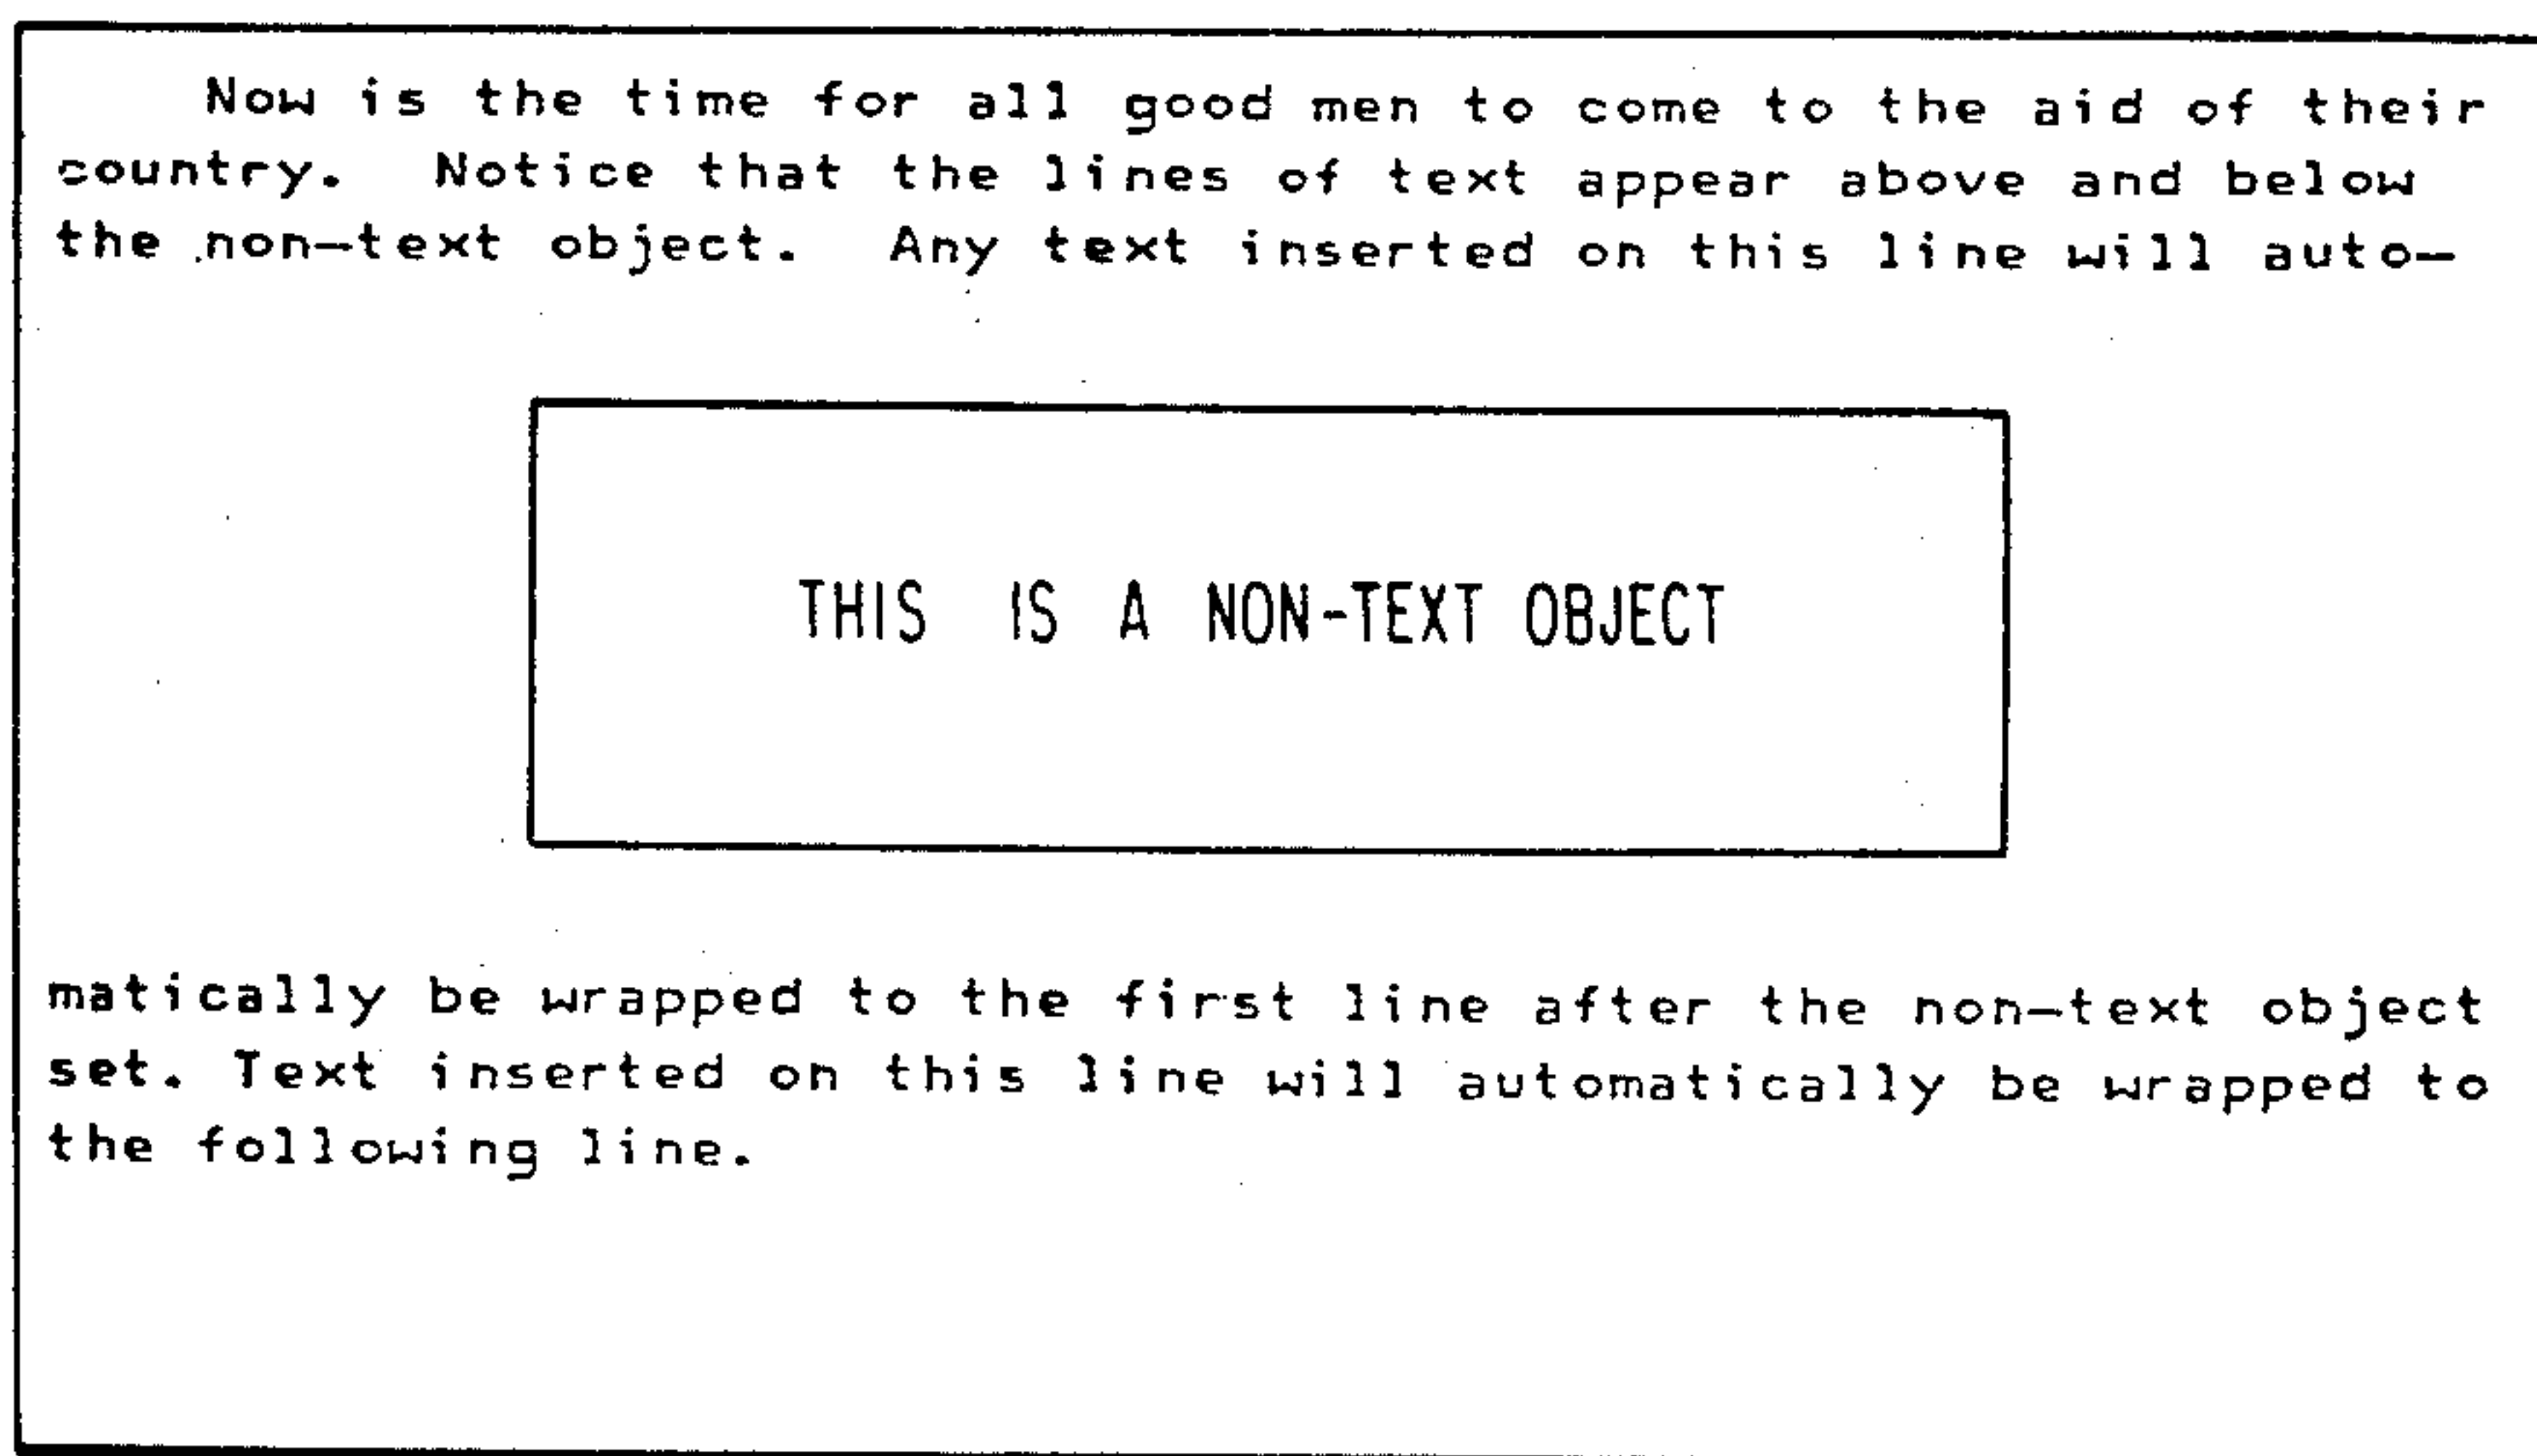 Now is the time for all good men to come to the aid of their
country. Notice that the lines of text appear above and below
the non-text object. Any text inserted on this line will auto-
THIS IS A NON-TEXT OBJECT
matically be wrapped to the first line after the non-text object
set. Text inserted on this line will automatically be wrapped to
the following line.